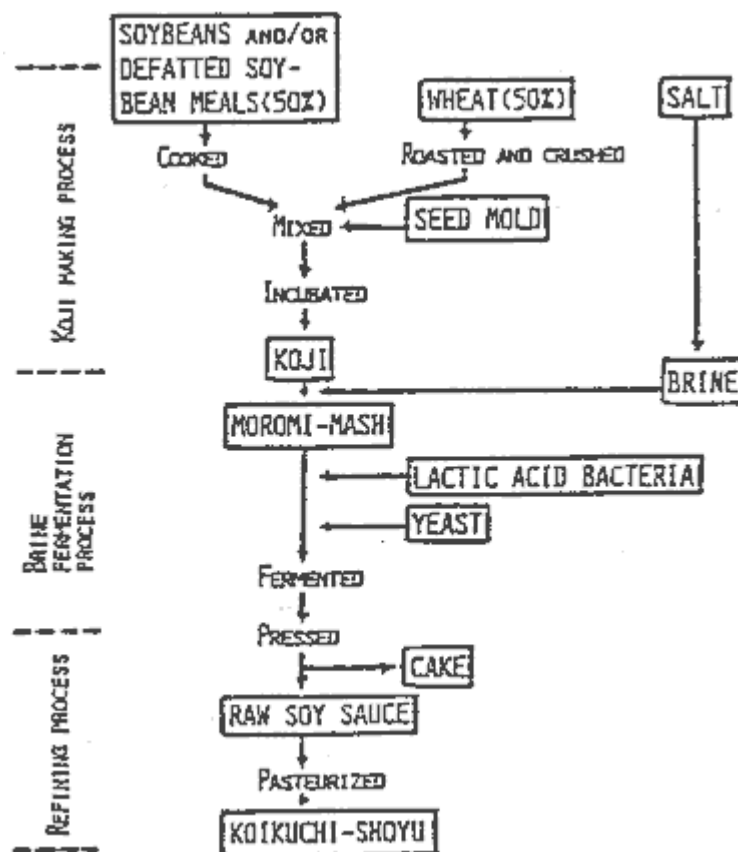 SOYBEANS AND/OR
DEFATTED SOY-
BEAN MEALS(50%)
WHEAT(50%)
SALT
COOKED
ROASTED AND CRUSHED
MIXED
SEED MOLD
INCUBATED
KOJI
BRINE
MOROMI-MASH
LACTIC ACID BACTERIA
YEAST
FERMENTED
PRESSED
CAKE
RAW SOY SAUCE
PASTEURIZED
KOIKUCHI-SHOYU
KOJI MAKING PROCESS
BRINE
FERMENTATION
PROCESS
REFINING PROCESS